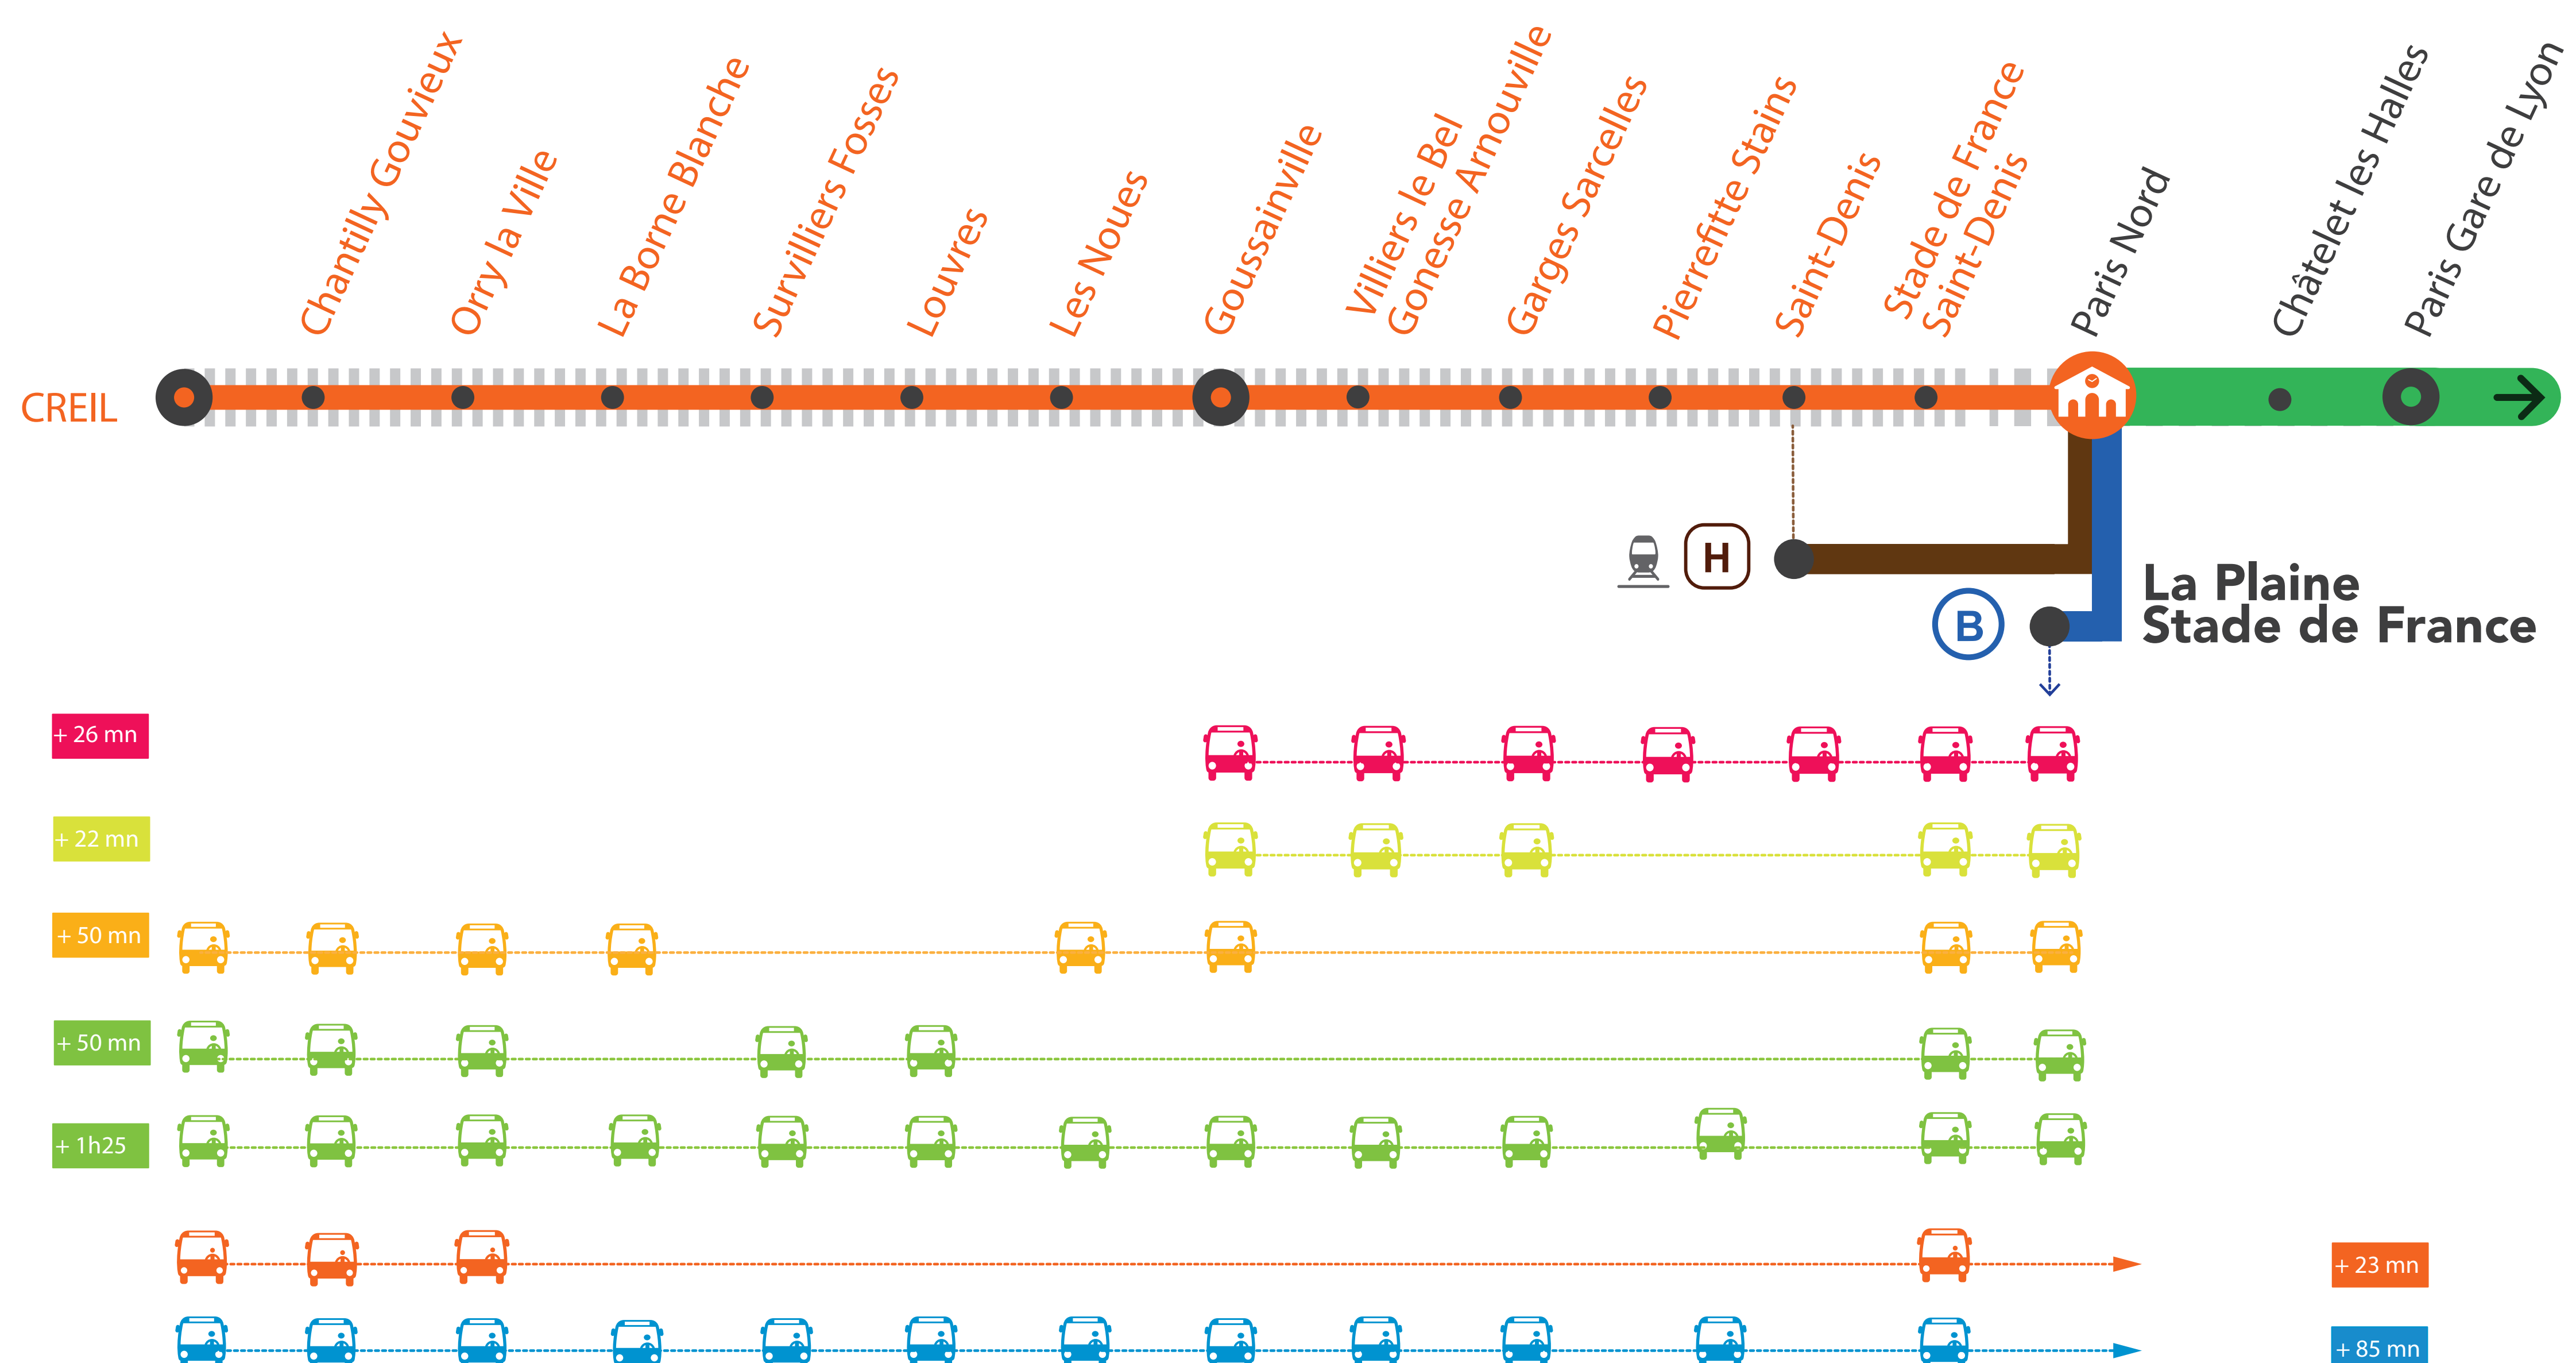 Chantilly Gouvieux
Orry la Ville
La Borne Blanche
Survilliers Fosses
Louvres
Les Noues
Goussainville
Villiers le Bel
Gonesse Arnouville
Garges Sarcelles
Pierrefitte Stains
Saint-Denis
Stade de France
Saint-Denis
Paris Nord
Châtelet les Halles
Paris Gare de Lyon
CREIL
H
B
La Plaine
Stade de France
+ 26 mn
+ 22 mn
+ 50 mn
+ 50 mn
+ 1h25
+ 23 mn
+ 85 mn